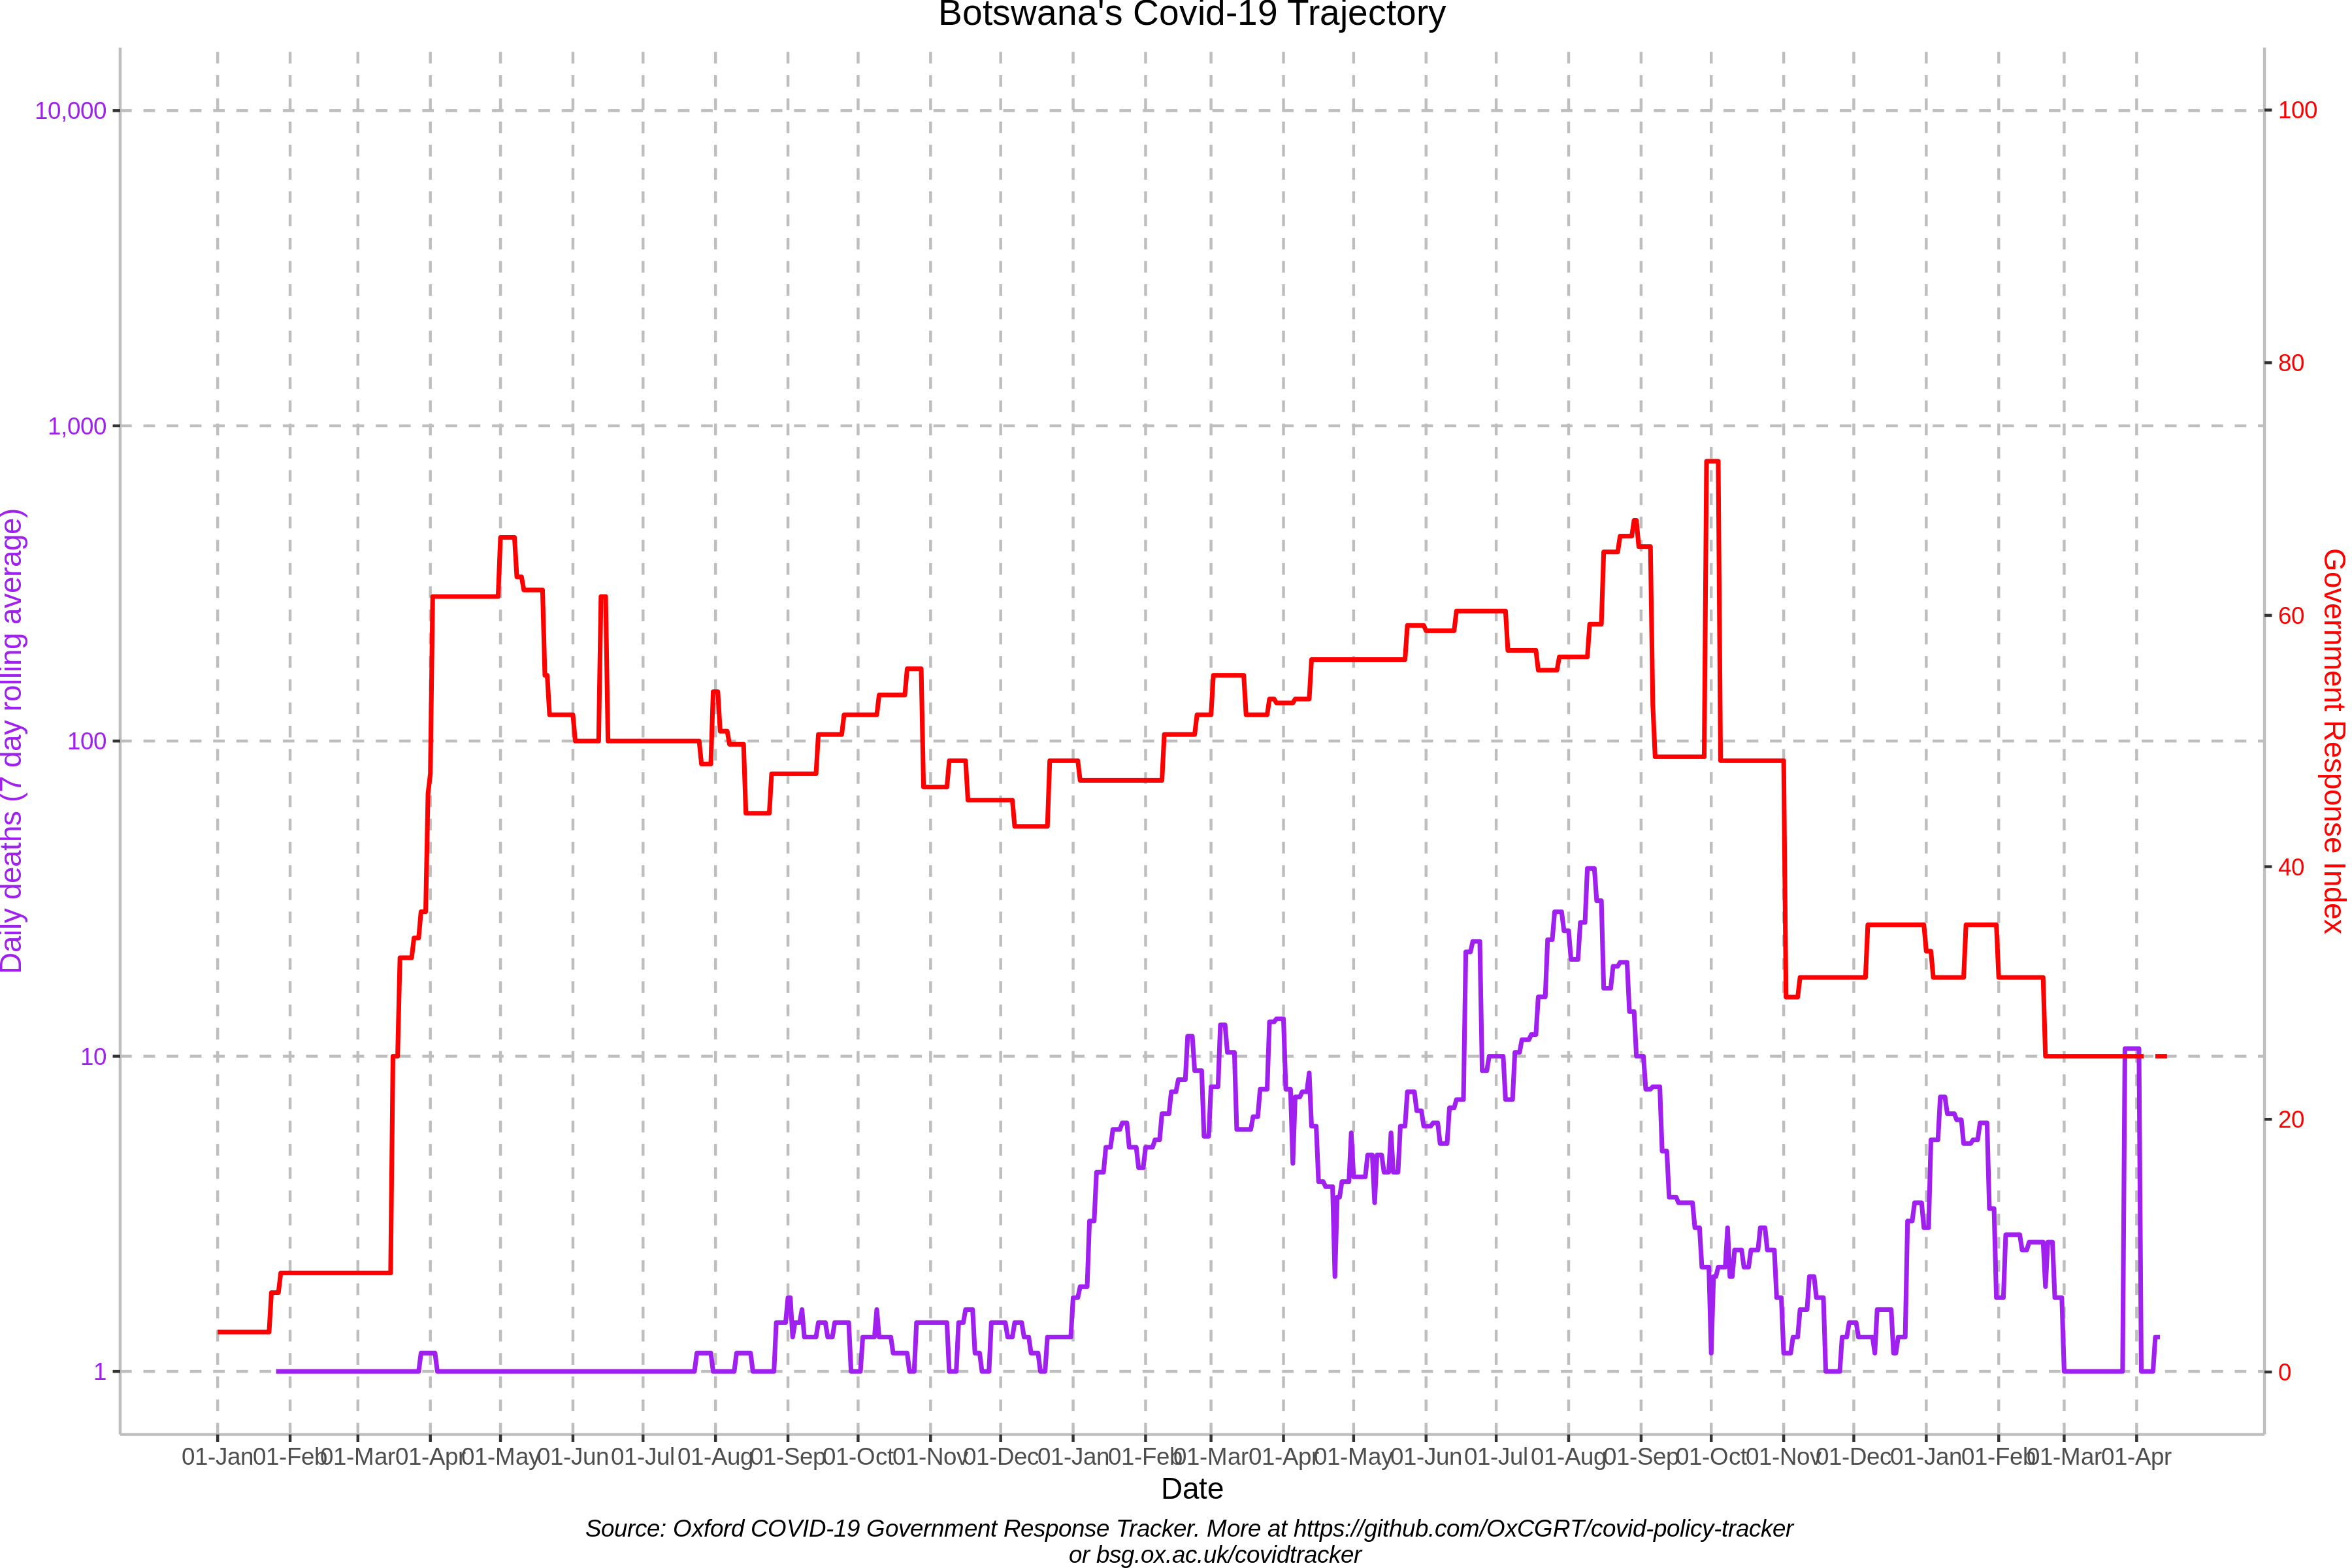 Botswana's Covid-19 Trajectory
10,000
1,000
100
10
1
Daily deaths (7 day rolling average)
100
80
60
40
20
0
Government Response Index
01-Jan 01-Feb 01-Mar 01-Apr 01-May 01-Jun 01-Jul 01-Aug 01-Sep 01-Oct 01-Nov 01-Dec 01-Jan 01-Feb 01-Mar 01-Apr 01-May 01-Jun 01-Jul 01-Aug 01-Sep 01-Oct 01-Nov 01-Dec 01-Jan 01-Feb 01-Mar 01-Apr
Date
Source: Oxford COVID-19 Government Response Tracker. More at https://github.com/OxCGRT/covid-policy-tracker
or bsg.ox.ac.uk/covidtracker